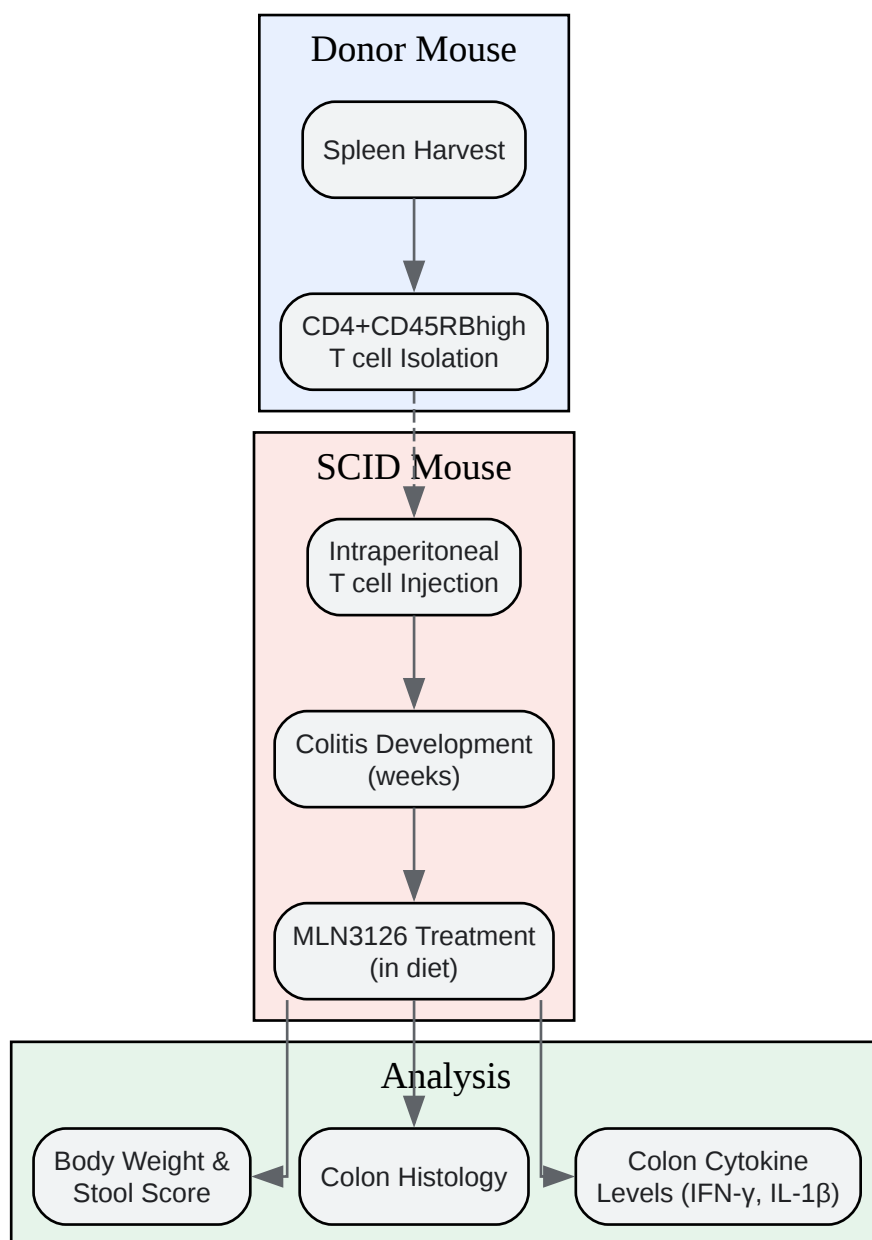 Donor Mouse
Spleen Harvest
CD4+CD45RBhigh
T cell Isolation
SCID Mouse
Intraperitoneal
T cell Injection
Colitis Development
(weeks)
MLN3126 Treatment
(in diet)
Analysis
Body Weight &
Stool Score
Colon Histology
Colon Cytokine
Levels (IFN-γ, IL-1β)